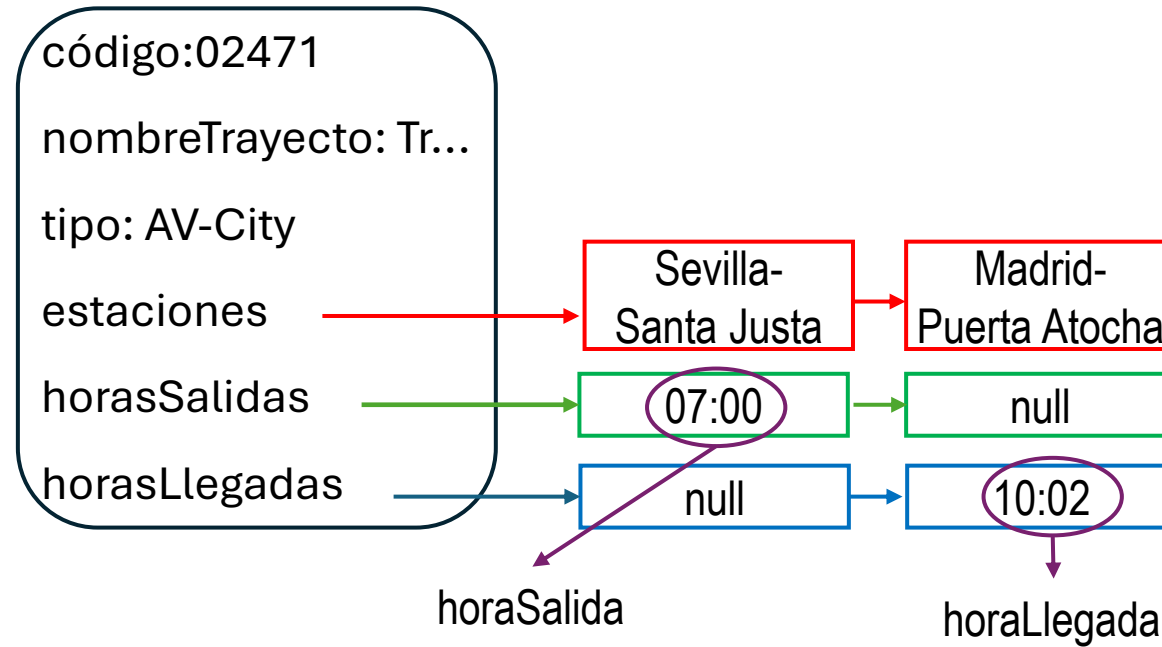 código:02471
nombreTrayecto: Tr...
tipo: AV-City
estaciones
Sevilla-
Santa Justa
Madrid-
Puerta Atocha
horasSalidas
07:00
null
horasLlegadas
null
10:02
horaSalida
horaLlegada